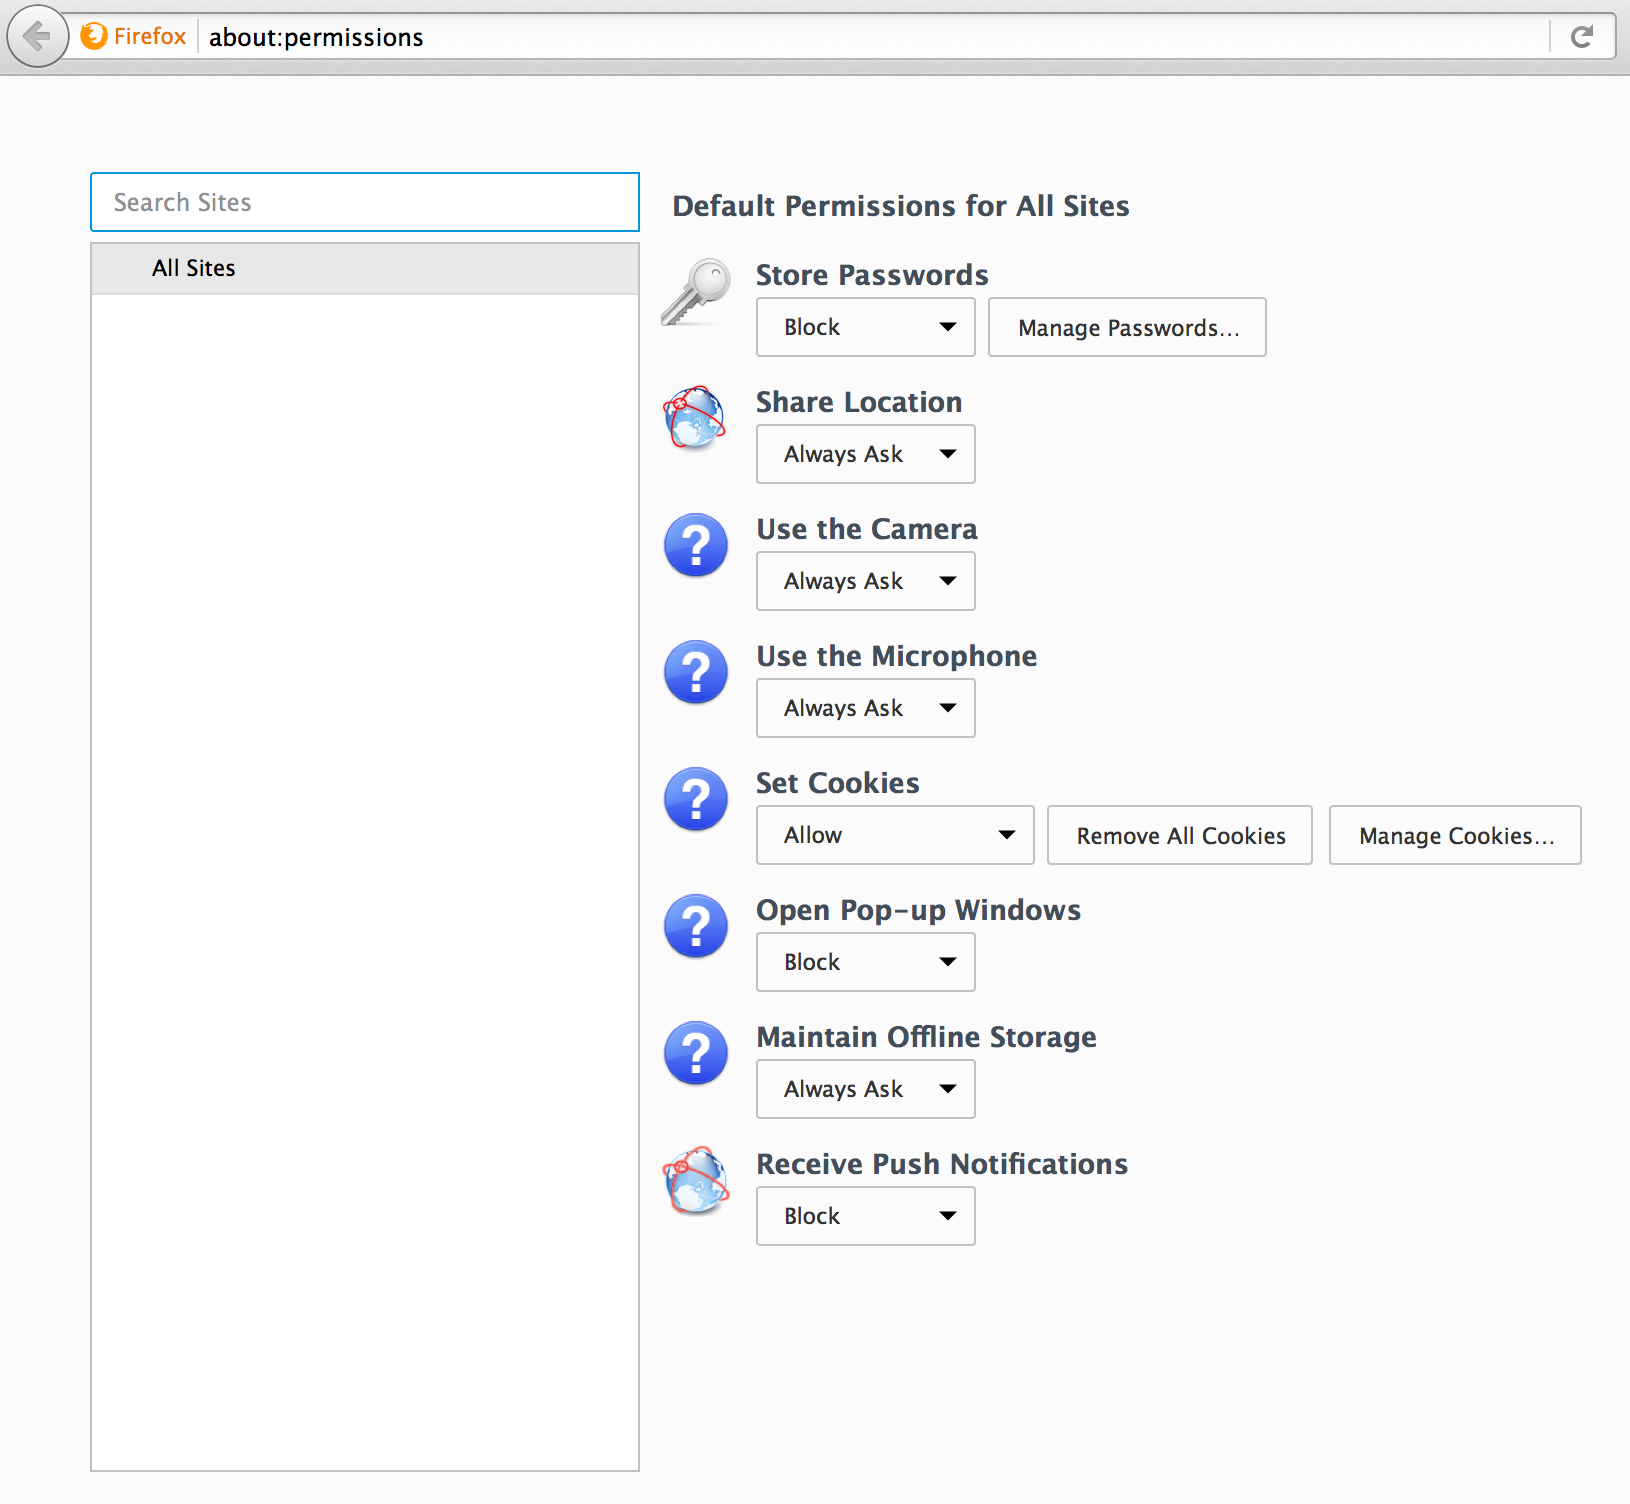 Firefox about:permissions
Search Sites
All Sites
Default Permissions for All Sites
Store Passwords
Block Manage Passwords...
Share Location
Always Ask
Use the Camera
Always Ask
Use the Microphone
Always Ask
Set Cookies
Allow Remove All Cookies Manage Cookies...
Open Pop-up Windows
Block
Maintain Offline Storage
Always Ask
Receive Push Notifications
Block